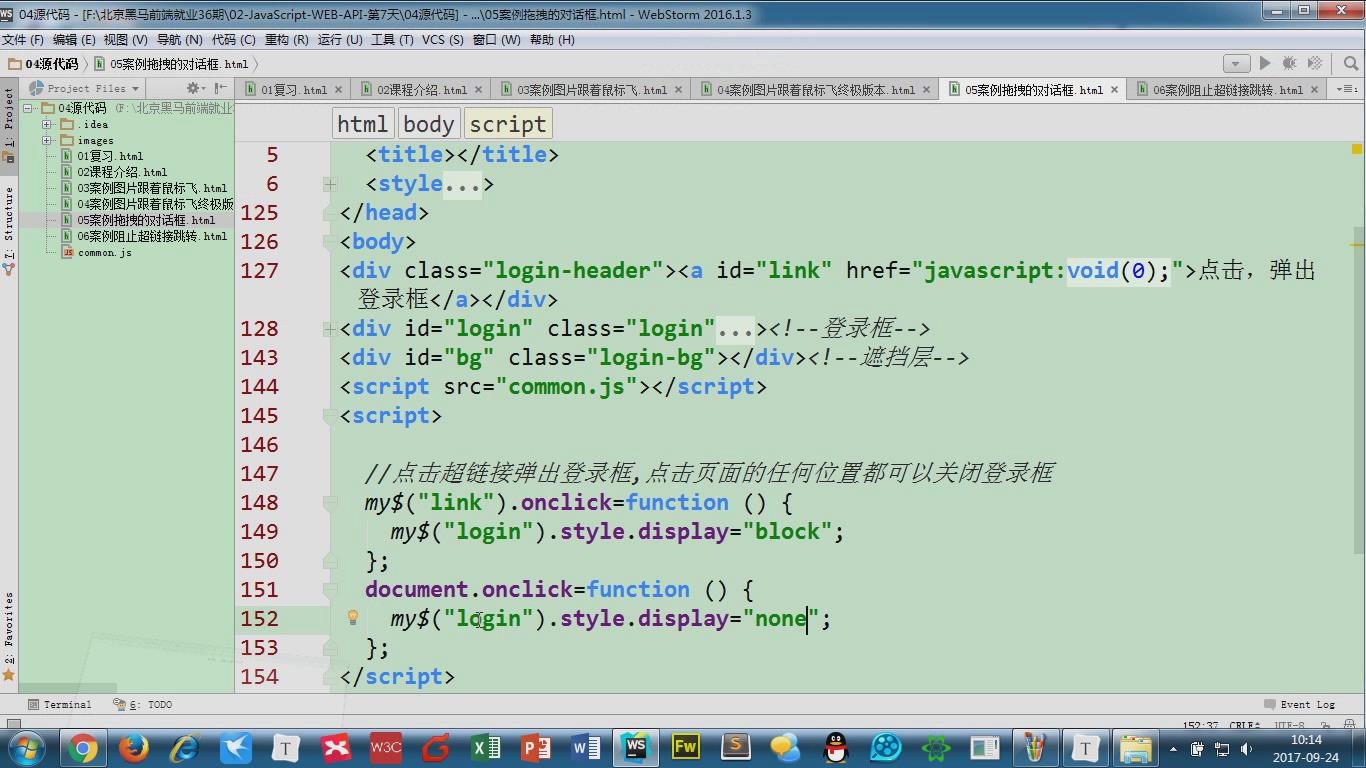 04源代码 - [F:\北京黑马前端就业36期\02-JavaScript-WEB-API-第7天\04源代码] - ...\05案例拖拽的对话框.html - WebStorm 2016.1.3
文件 (F) 编辑 (E) 视图 (V) 导航 (N) 代码 (C) 重构 (R) 运行 (U) 工具 (T) VCS (S) 窗口 (W) 帮助 (H)
04源代码 05案例拖拽的对话框.html
Project Files
01复习.html 02课程介绍.html 03案例图片跟着鼠标飞.html 04案例图片跟着鼠标飞终极版本.html 05案例拖拽的对话框.html 06案例阻止超链接跳转.html
1: Project
7: Structure
2: Favorites
04源代码 F:\北京黑马前端就业
.idea
images
01复习.html
02课程介绍.html
03案例图片跟着鼠标飞.html
04案例图片跟着鼠标飞终极版
05案例拖拽的对话框.html
06案例阻止超链接跳转.html
common.js
html body script
5 <title></title>
6 <style...>
125 </head>
126 <body>
127 <div class="login-header"><a id="link" href="javascript:void(0);">点击，弹出
登录框</a></div>
128 <div id="login" class="login"...><!--登录框-->
143 <div id="bg" class="login-bg"></div><!--遮挡层-->
144 <script src="common.js"></script>
145 <script>
146
147 //点击超链接弹出登录框,点击页面的任何位置都可以关闭登录框
148 my$("link").onclick=function () {
149 my$("login").style.display="block";
150 };
151 document.onclick=function () {
152 my$("login").style.display="none";
153 };
154 </script>
Terminal 6: TODO Event Log
152:37 CRLF UTF-8
T W3C WS Fw S T
10:14
2017-09-24